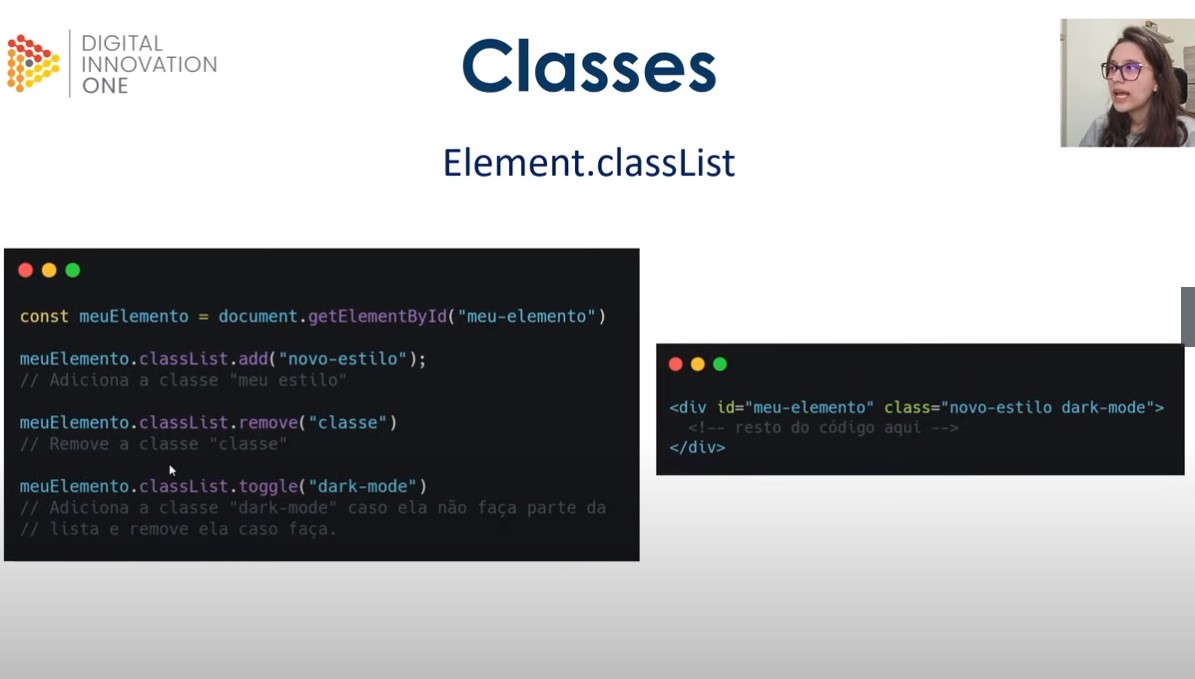 DIGITAL
INNOVATION
ONE
Classes
Element.classList
const meuElemento = document.getElementById("meu-elemento")
meuElemento.classList.add("novo-estilo");
// Adiciona a classe "meu estilo"
meuElemento.classList.remove("classe")
// Remove a classe "classe"
meuElemento.classList.toggle("dark-mode")
// Adiciona a classe "dark-mode" caso ela não faça parte da
// lista e remove ela caso faça.
<div id="meu-elemento" class="novo-estilo dark-mode">
<!-- resto do código aqui -->
</div>